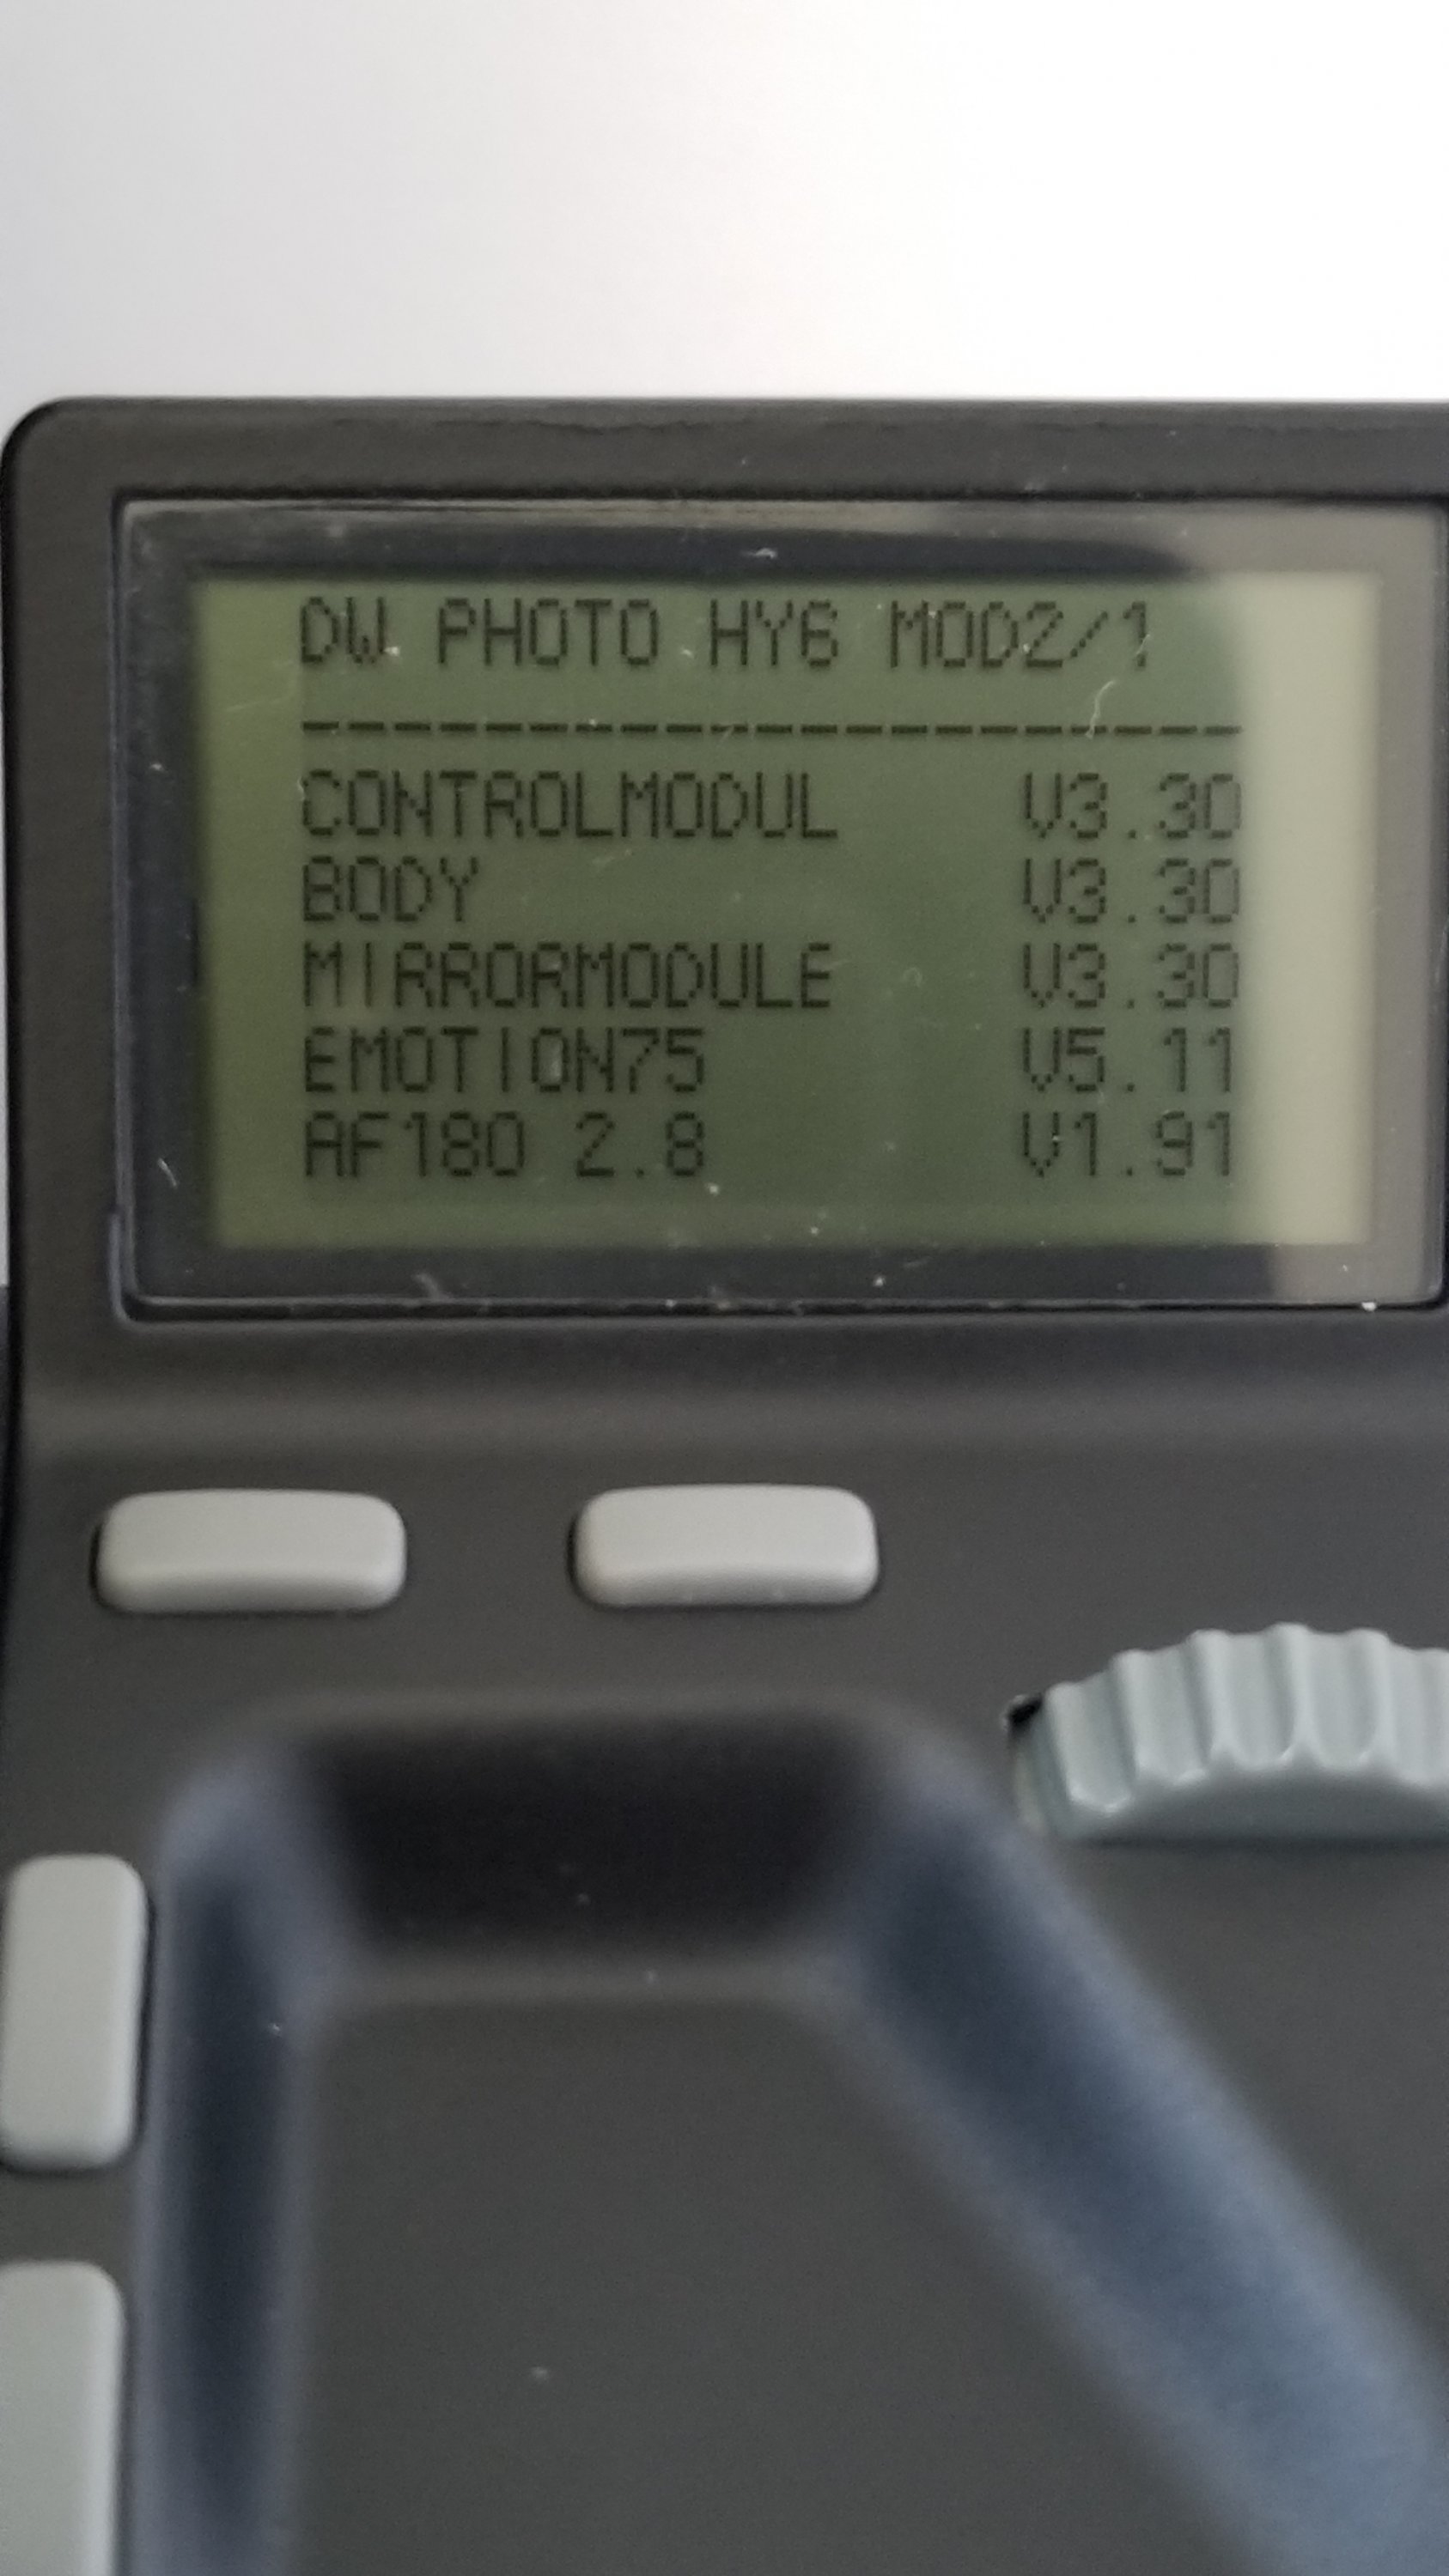 DW PHOTO HY6 MOD2/1
---------------------
CONTROLMODUL V3.30
BODY V3.30
MIRRORMODULE V3.30
EMOTION75 V5.11
AF180 2.8 V1.91